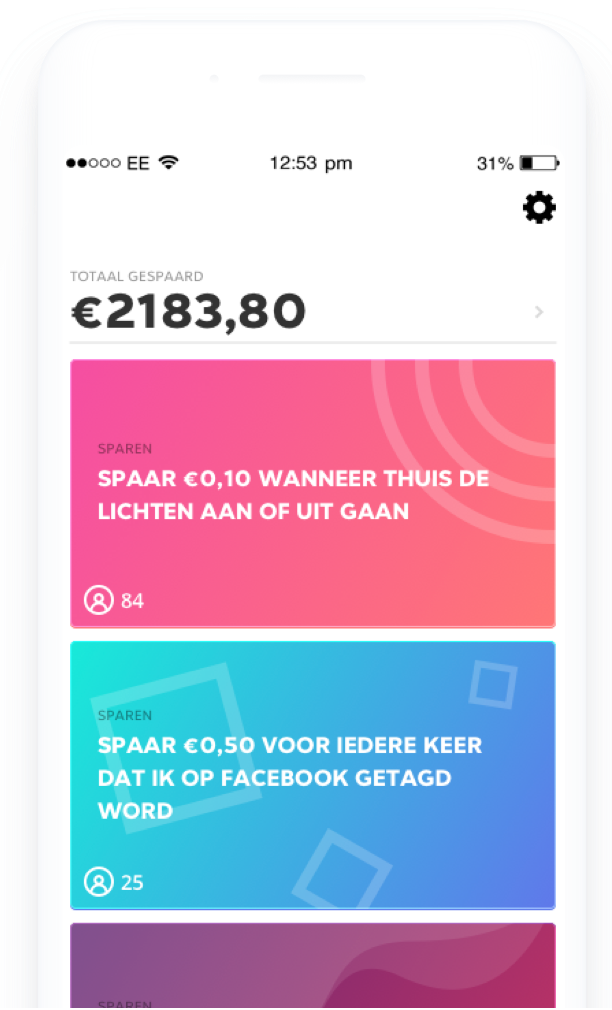 EE 12:53 pm 31%
TOTAAL GESPAARD
€2183,80
SPAREN
SPAAR €0,10 WANNEER THUIS DE
LICHTEN AAN OF UIT GAAN
84
SPAREN
SPAAR €0,50 VOOR IEDERE KEER
DAT IK OP FACEBOOK GETAGD
WORD
25
SPAREN